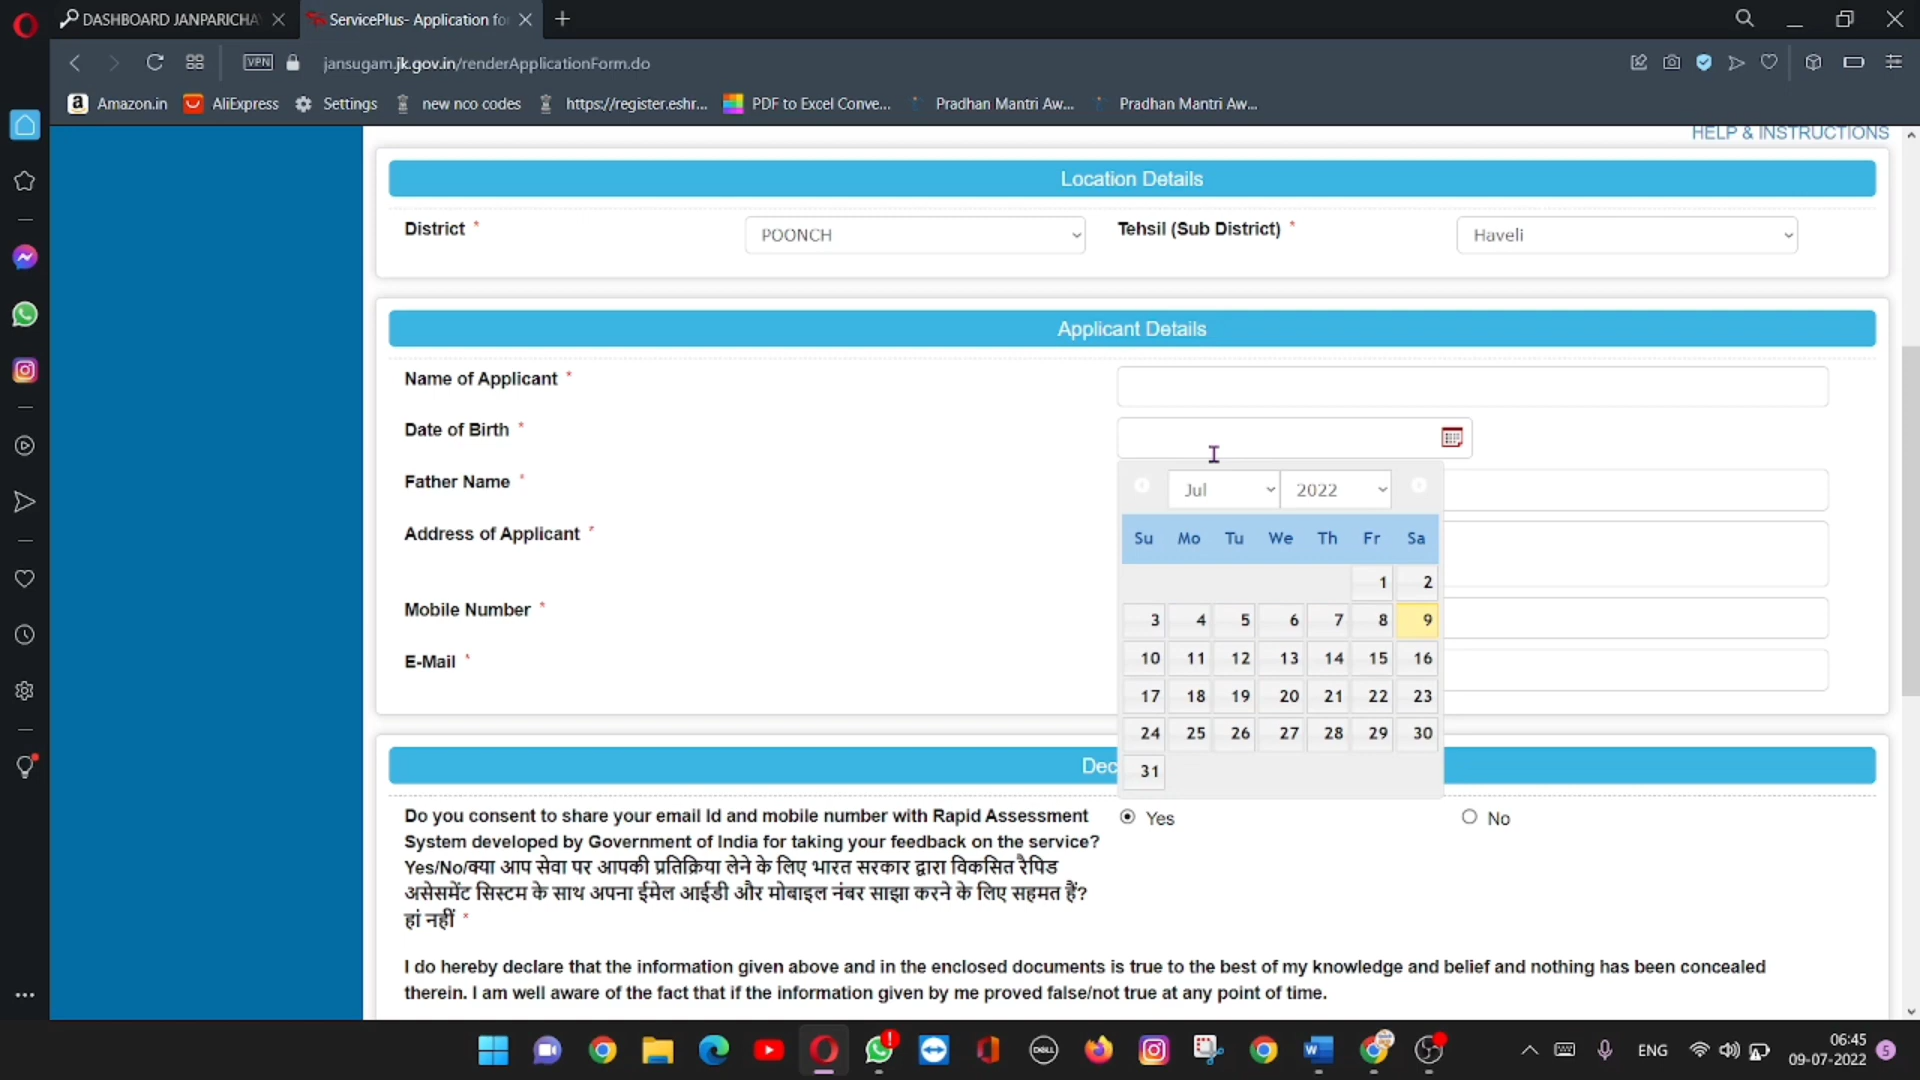 DASHBOARD JANPARICHA
ServicePlus- Application fo
VPN
jansugam.jk.gov.in/renderApplicationForm.do
Amazon.in
AliExpress
Settings
new nco codes
https://register.eshr...
PDF to Excel Conve...
Pradhan Mantri Aw...
Pradhan Mantri Aw...
HELP & INSTRUCTIONS
Location Details
District *
POONCH
Tehsil (Sub District) *
Haveli
Applicant Details
Name of Applicant *
Date of Birth *
Father Name *
Address of Applicant *
Mobile Number *
E-Mail *
Jul 2022
Su Mo Tu We Th Fr Sa
1 2
3 4 5 6 7 8 9
10 11 12 13 14 15 16
17 18 19 20 21 22 23
24 25 26 27 28 29 30
31
Dec
Do you consent to share your email Id and mobile number with Rapid Assessment
System developed by Government of India for taking your feedback on the service?
Yes/No/क्या आप सेवा पर आपकी प्रतिक्रिया लेने के लिए भारत सरकार द्वारा विकसित रैपिड
असेसमेंट सिस्टम के साथ अपना ईमेल आईडी और मोबाइल नंबर साझा करने के लिए सहमत हैं?
हां नहीं *
Yes
No
I do hereby declare that the information given above and in the enclosed documents is true to the best of my knowledge and belief and nothing has been concealed
therein. I am well aware of the fact that if the information given by me proved false/not true at any point of time.
DELL
ENG
06:45
09-07-2022
5